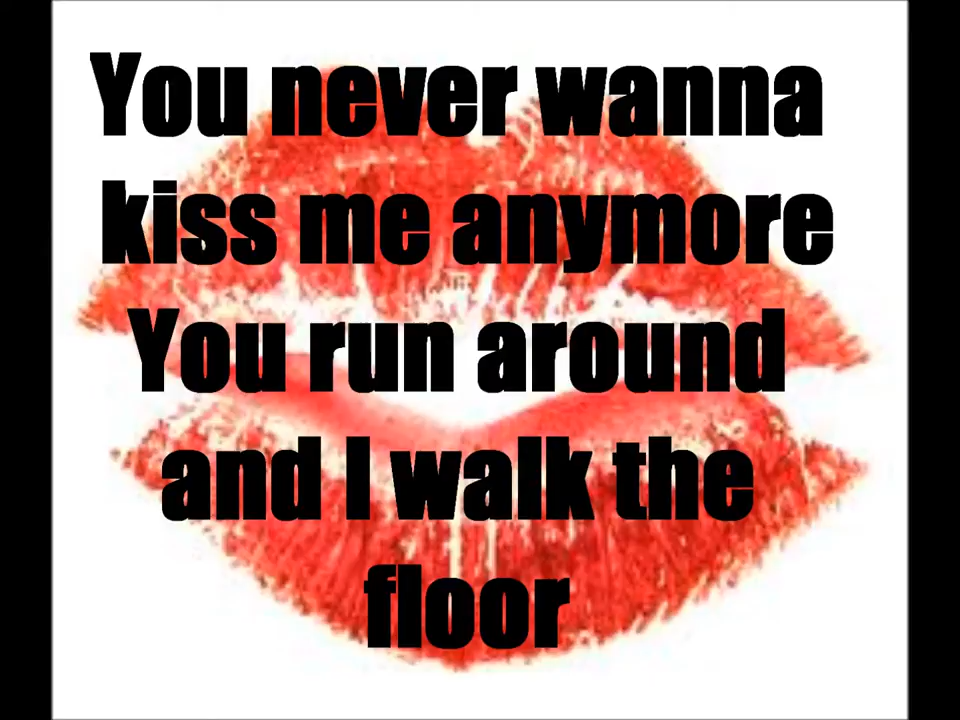 You never wanna
kiss me anymore
You run around
and I walk the
floor